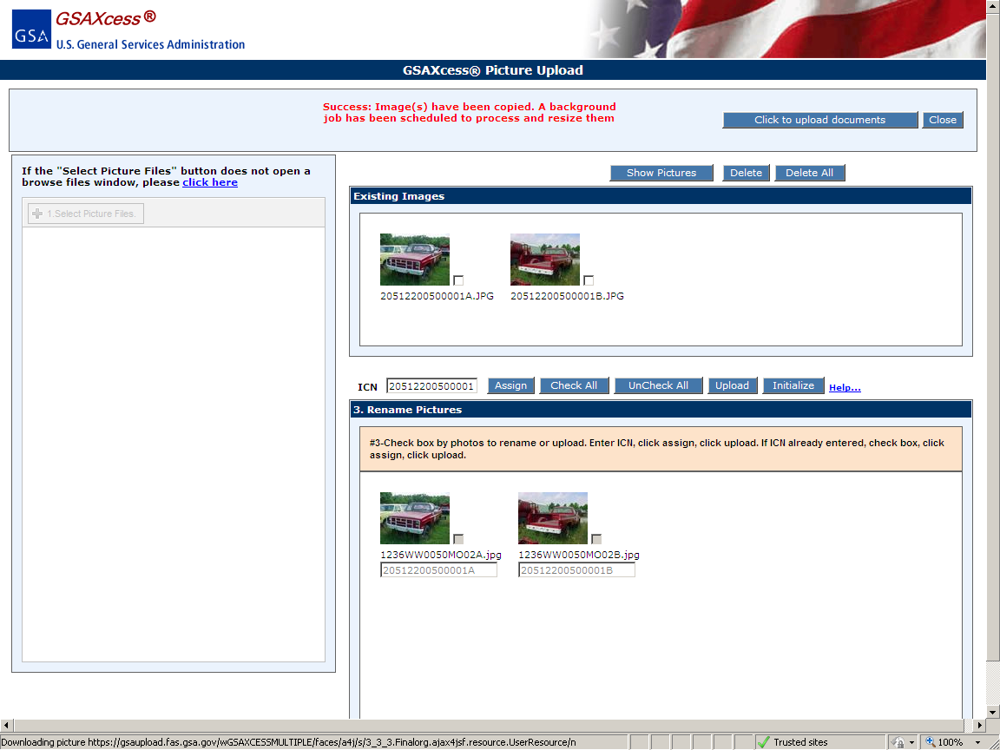 GSAXcess®
GSA
U.S. General Services Administration
GSAXcess® Picture Upload
Success: Image(s) have been copied. A background
job has been scheduled to process and resize them
Click to upload documents
Close
If the "Select Picture Files" button does not open a
browse files window, please click here
1.Select Picture Files.
Show Pictures
Delete
Delete All
Existing Images
20512200500001A.JPG
20512200500001B.JPG
ICN
20512200500001
Assign
Check All
UnCheck All
Upload
Initialize
Help...
3. Rename Pictures
#3-Check box by photos to rename or upload. Enter ICN, click assign, click upload. If ICN already entered, check box, click
assign, click upload.
1236WW0050MO02A.jpg
1236WW0050MO02B.jpg
20512200500001A
20512200500001B
Downloading picture https://gsaupload.fas.gsa.gov/wGSAXCESSMULTIPLE/faces/a4j/s/3_3_3.Finalorg.ajax4jsf.resource.UserResource/n
Trusted sites
100%